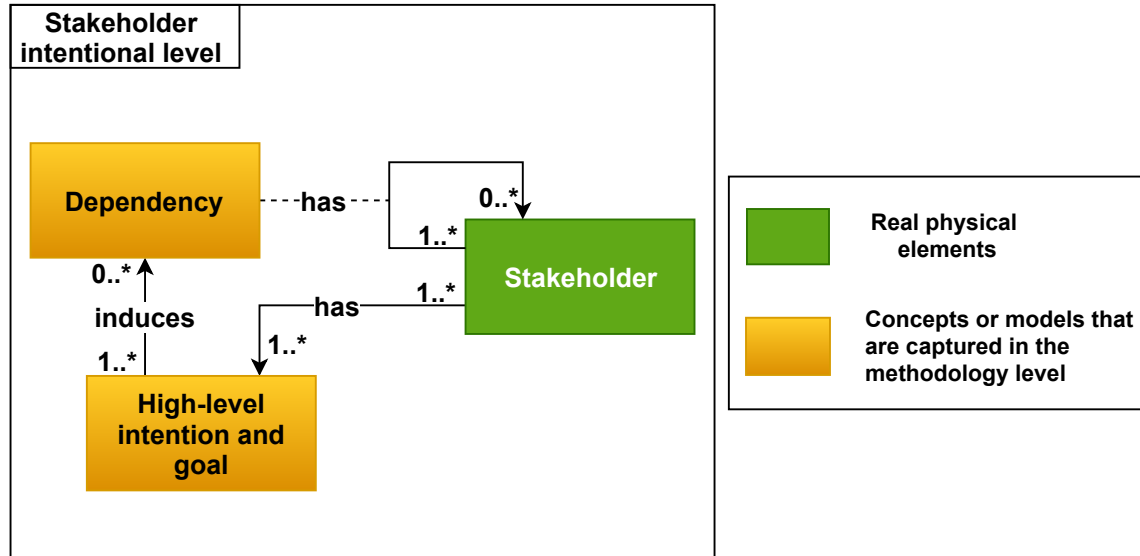 Stakeholder
intentional level
Dependency
has
0..*
1..*
Stakeholder
0..*
induces
1..*
has
1..*
1..*
High-level
intention and
goal
Real physical
elements
Concepts or models that
are captured in the
methodology level